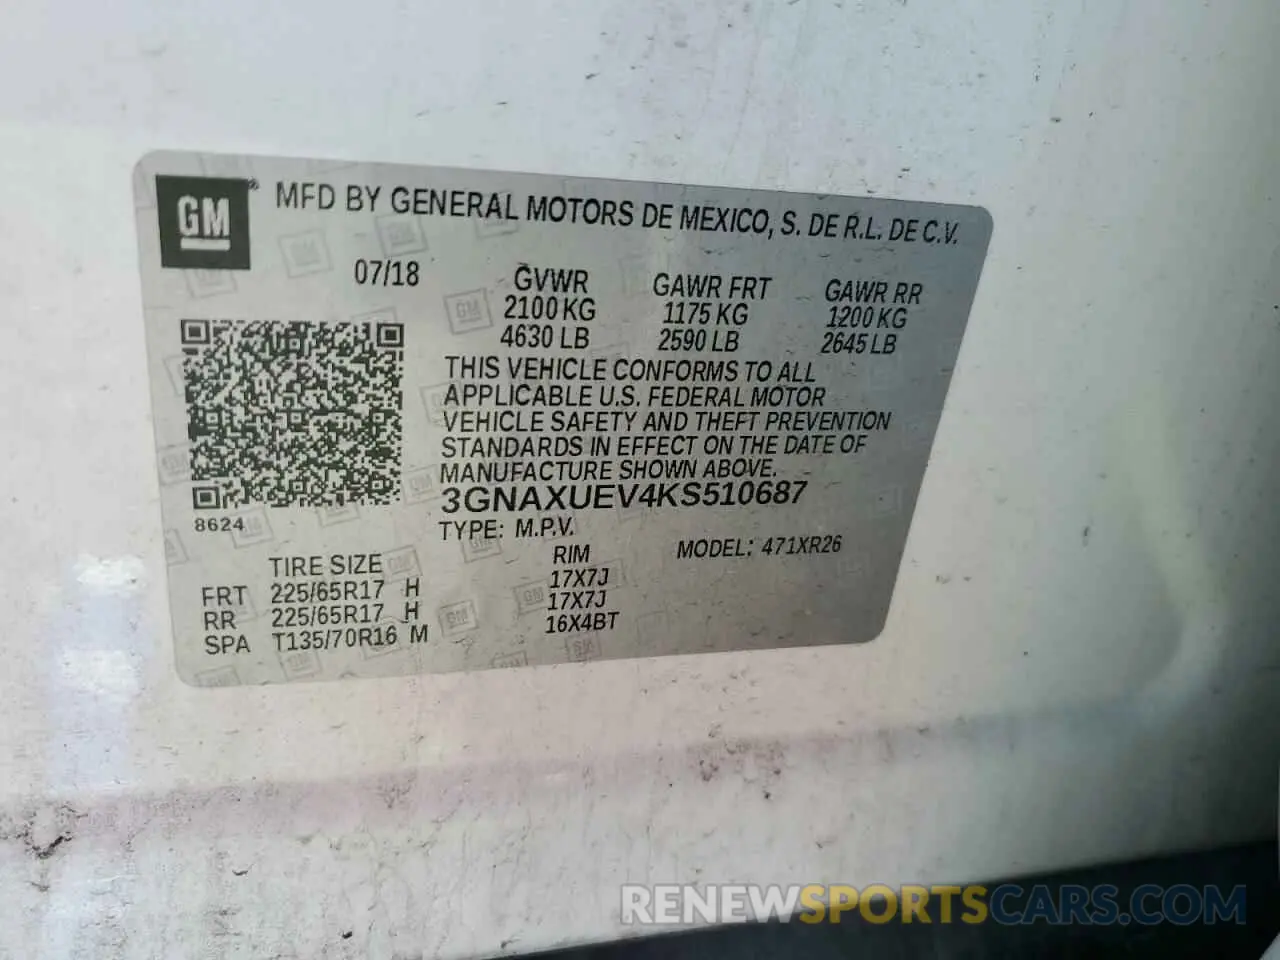 GM® MFD BY GENERAL MOTORS DE MEXICO, S. DE R.L. DE C.V.
07/18 GVWR GAWR FRT GAWR RR
2100 KG 1175 KG 1200 KG
4630 LB 2590 LB 2645 LB
THIS VEHICLE CONFORMS TO ALL
APPLICABLE U.S. FEDERAL MOTOR
VEHICLE SAFETY AND THEFT PREVENTION
STANDARDS IN EFFECT ON THE DATE OF
MANUFACTURE SHOWN ABOVE.
3GNAXUEV4KS510687
8624
TYPE: M.P.V. MODEL: 471XR26
TIRE SIZE RIM
FRT 225/65R17 H 17X7J
RR 225/65R17 H 17X7J
SPA T135/70R16 M 16X4BT
RENEWSPORTSCARS.COM